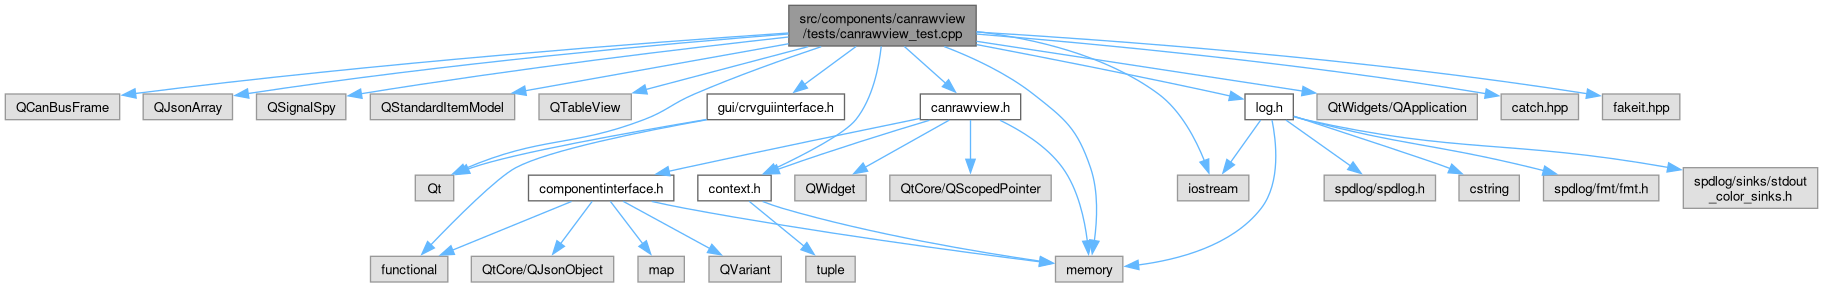 src/components/canrawview
/tests/canrawview_test.cpp
QCanBusFrame
QJsonArray
QSignalSpy
QStandardItemModel
QTableView
gui/crvguiinterface.h
canrawview.h
log.h
QtWidgets/QApplication
catch.hpp
fakeit.hpp
Qt
componentinterface.h
context.h
QWidget
QtCore/QScopedPointer
iostream
spdlog/spdlog.h
cstring
spdlog/fmt/fmt.h
spdlog/sinks/stdout
_color_sinks.h
functional
QtCore/QJsonObject
map
QVariant
tuple
memory